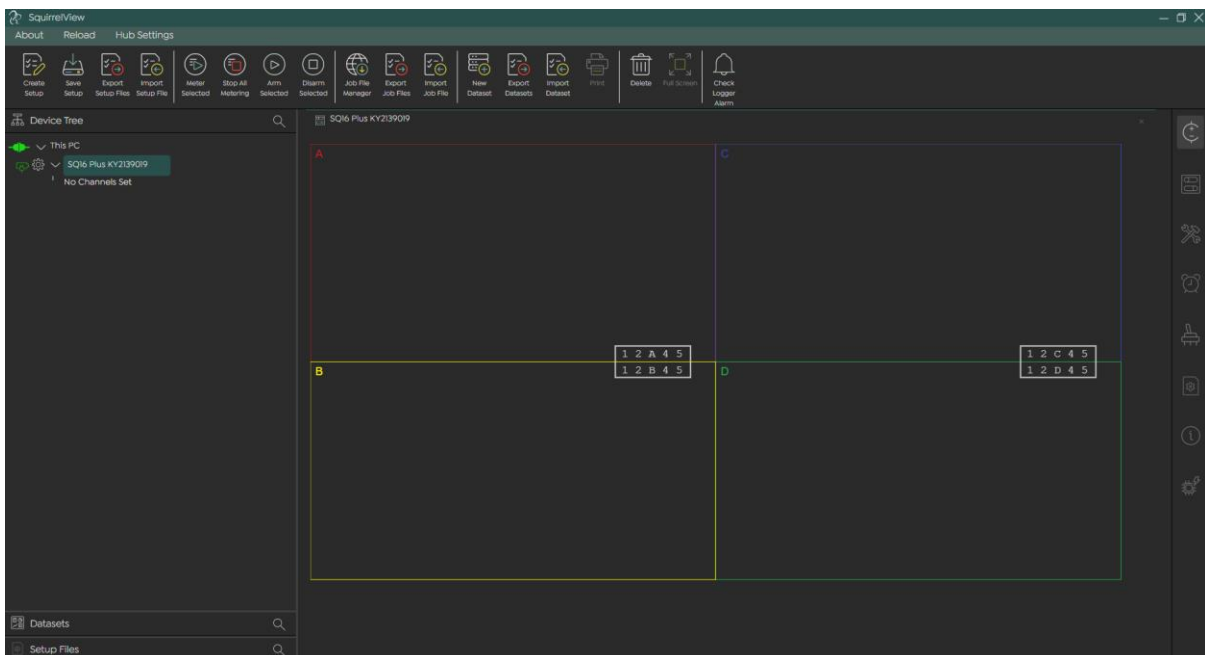 SquirrelView
About Reload Hub Settings
Create Setup
Save Setup
Export Setup Files
Import Setup File
Meter Selected
Stop All Metering
Arm Selected
Disarm Selected
Job File Manager
Export Job Files
Import Job File
New Dataset
Export Datasets
Import Dataset
Print
Delete
Full Screen
Check Logger Alarm
Device Tree
This PC
SQ16 Plus KY2139019
No Channels Set
Datasets
Setup Files
SQ16 Plus KY2139019
A
C
1 2 A 4 5
1 2 C 4 5
B
1 2 B 4 5
D
1 2 D 4 5